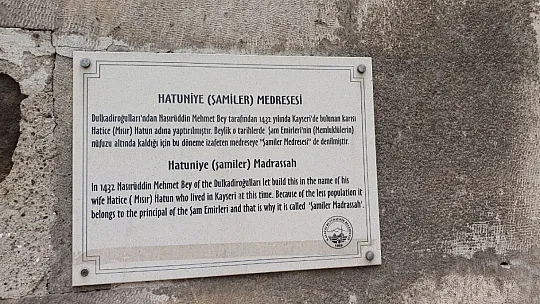 HATUNİYE (ŞAMİLER) MEDRESESİ
Dulkadiroğulları'ndan Nasırüddin Mehmet Bey tarafından 1432 yılında Kayseri'de bulunan karısı
Hatice (Mısır) Hatun adına yaptırılmıştır. Beylik o tarihlerde Şam Emirleri'nin (Memluklülerin)
nüfuzu altında kaldığı için bu döneme izafeten medreseye "Şamiler Medresesi" de denilmiştir.
Hatuniye (şamiler) Madrassah
In 1432 Nasırüddin Mehmet Bey of the Dulkadiroğulları let build this in the name of his
wife Hatice ( Mısır) Hatun who lived in Kayseri at this time. Because of the less population it
belongs to the principal of the Şam Emirleri and that is why it is called 'Şamiler Madrasah'.